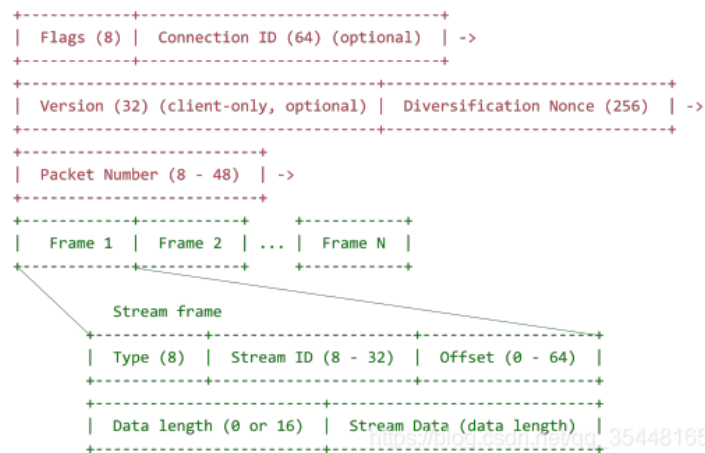 Flags (8) | Connection ID (64) (optional) | ->
Version (32) (client-only, optional) | Diversification Nonce (256) | ->
Packet Number (8 - 48) | ->
Frame 1 | Frame 2 | ... | Frame N |
Stream frame
Type (8) | Stream ID (8 - 32) | Offset (0 - 64) |
Data length (0 or 16) | Stream Data (data length) |
https://blog.csdn.net/qq_35448165